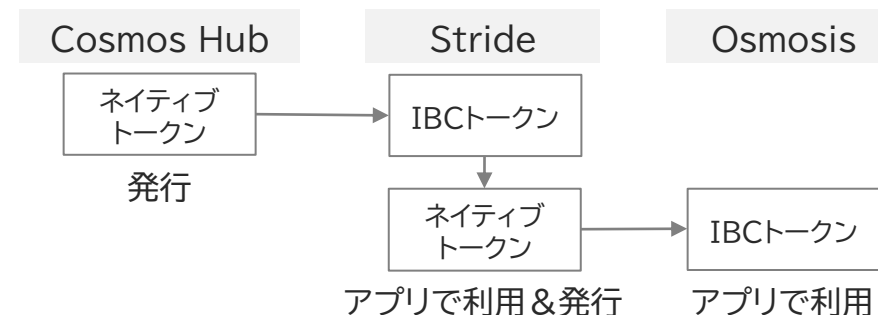 Cosmos Hub
Stride
Osmosis
ネイティブ
トークン
IBCトークン
発行
ネイティブ
トークン
IBCトークン
アプリで利用&発行
アプリで利用